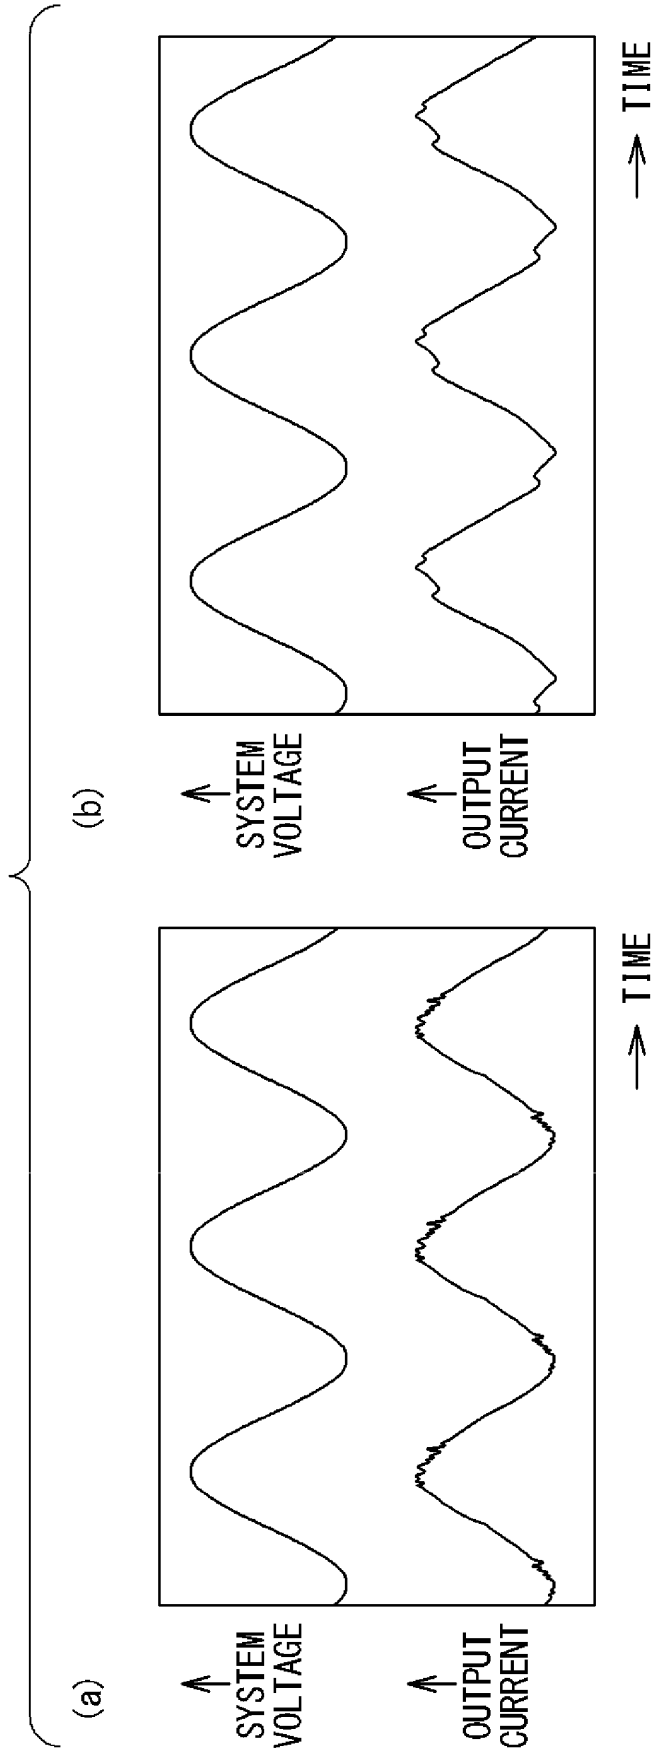 (a)
SYSTEM
VOLTAGE
OUTPUT
CURRENT
TIME
(b)
SYSTEM
VOLTAGE
OUTPUT
CURRENT
TIME